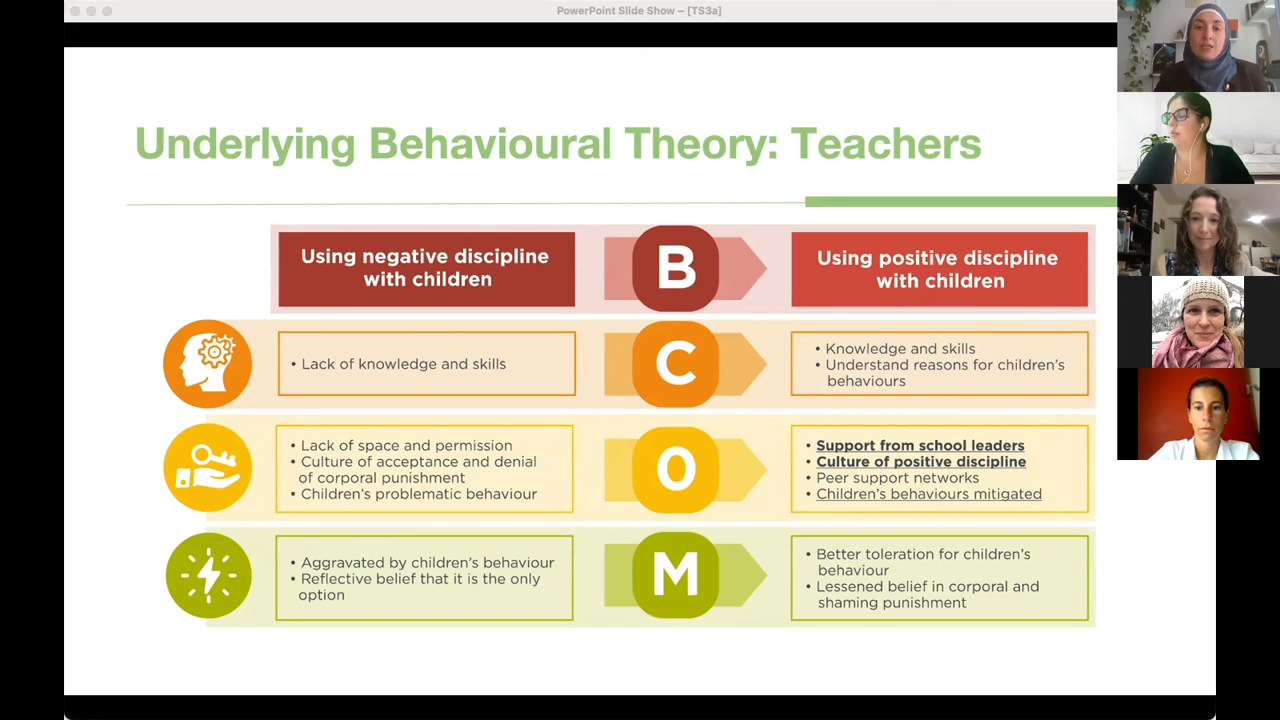 PowerPoint Slide Show – [TS3a]
Underlying Behavioural Theory: Teachers
Using negative discipline
with children
B
Using positive discipline
with children
• Lack of knowledge and skills
C
• Knowledge and skills
• Understand reasons for children's
behaviours
• Lack of space and permission
• Culture of acceptance and denial
of corporal punishment
• Children's problematic behaviour
O
• Support from school leaders
• Culture of positive discipline
• Peer support networks
• Children's behaviours mitigated
• Aggravated by children's behaviour
• Reflective belief that it is the only
option
M
• Better toleration for children's
behaviour
• Lessened belief in corporal and
shaming punishment